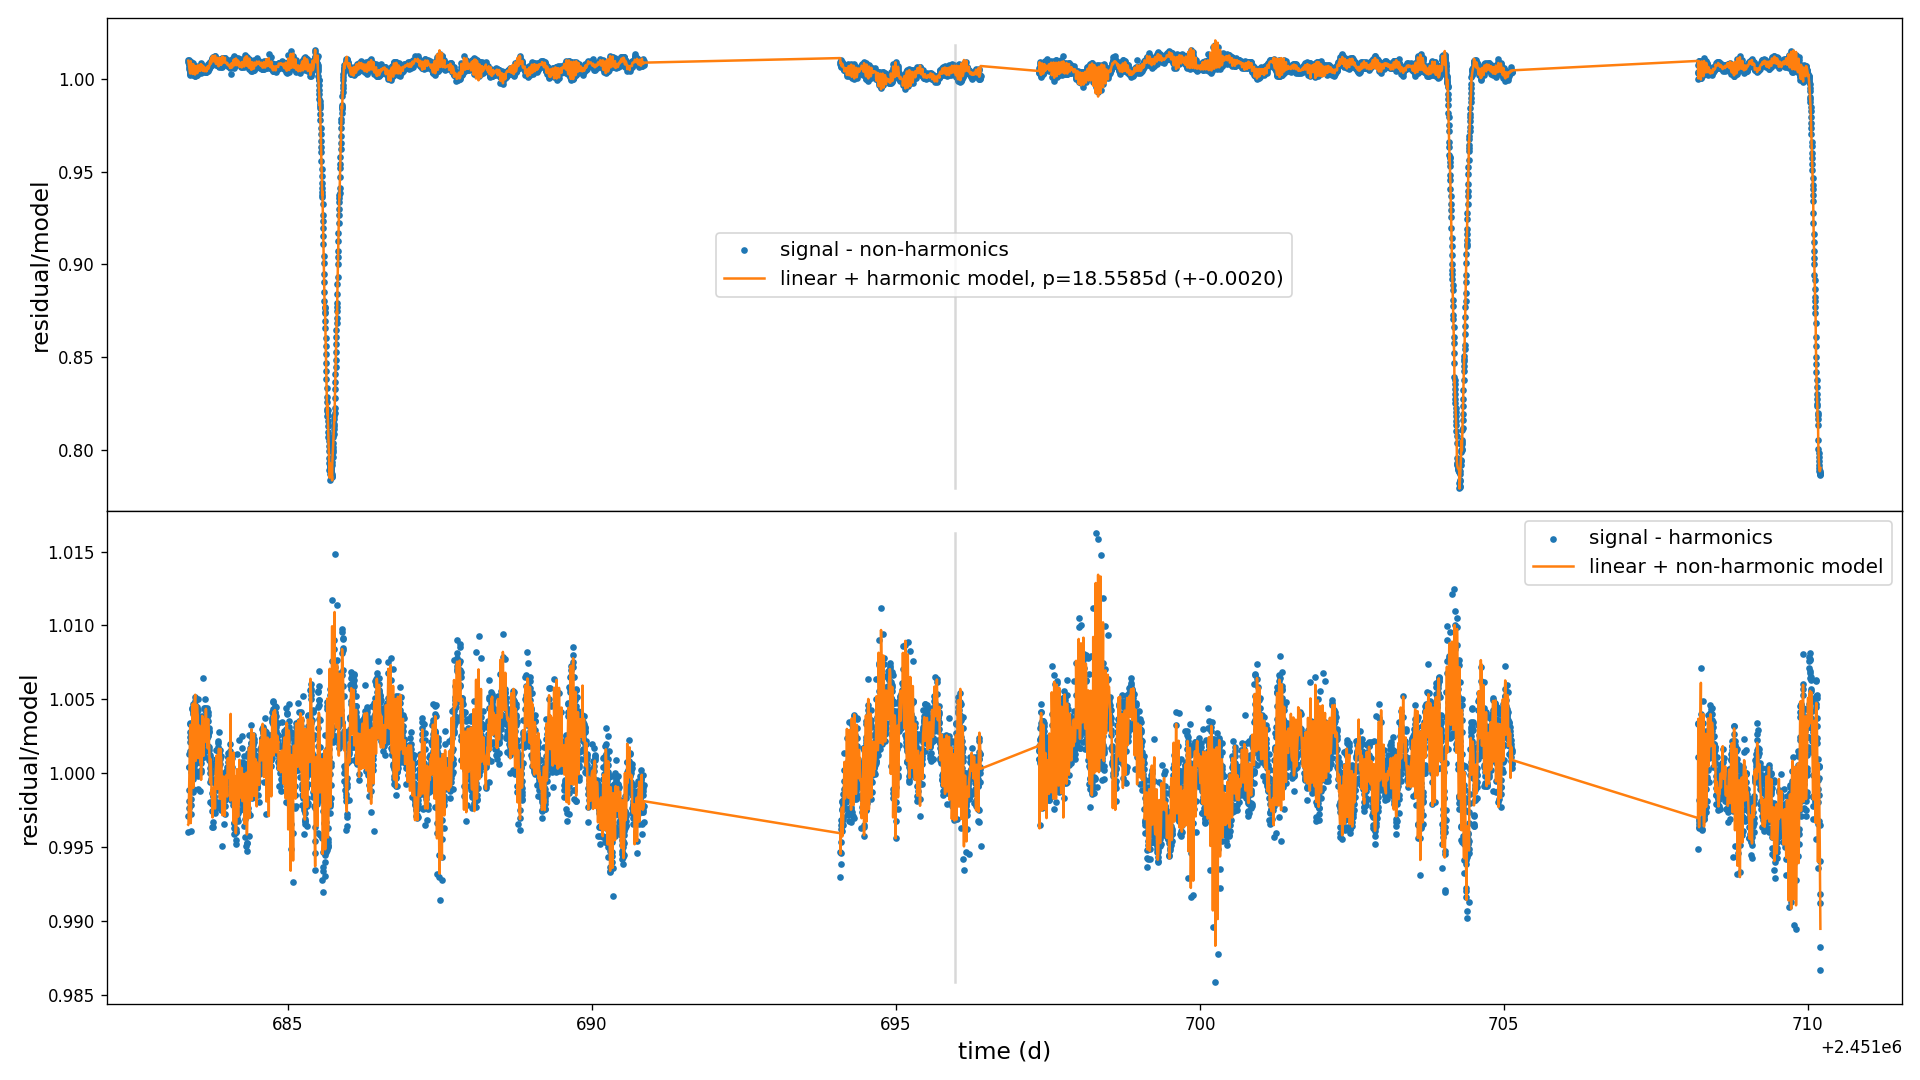 1.00
0.95
0.90
0.85
0.80
residual/model
signal - non-harmonics
linear + harmonic model, p=18.5585d (+-0.0020)
1.015
1.010
1.005
1.000
0.995
0.990
0.985
residual/model
signal - harmonics
linear + non-harmonic model
685 690 695 700 705 710
time (d)
+2.451e6